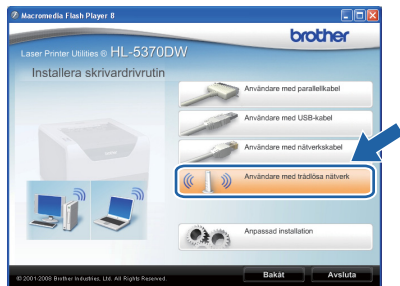 Macromedia Flash Player 8
brother
Laser Printer Utilities ® HL-5370DW
Installera skrivardrivrutin
Användare med parallellkabel
Användare med USB-kabel
Användare med nätverkskabel
Användare med trådlösa nätverk
Anpassad installation
© 2001-2008 Brother Industries, Ltd. All Rights Reserved.
Bakåt
Avsluta